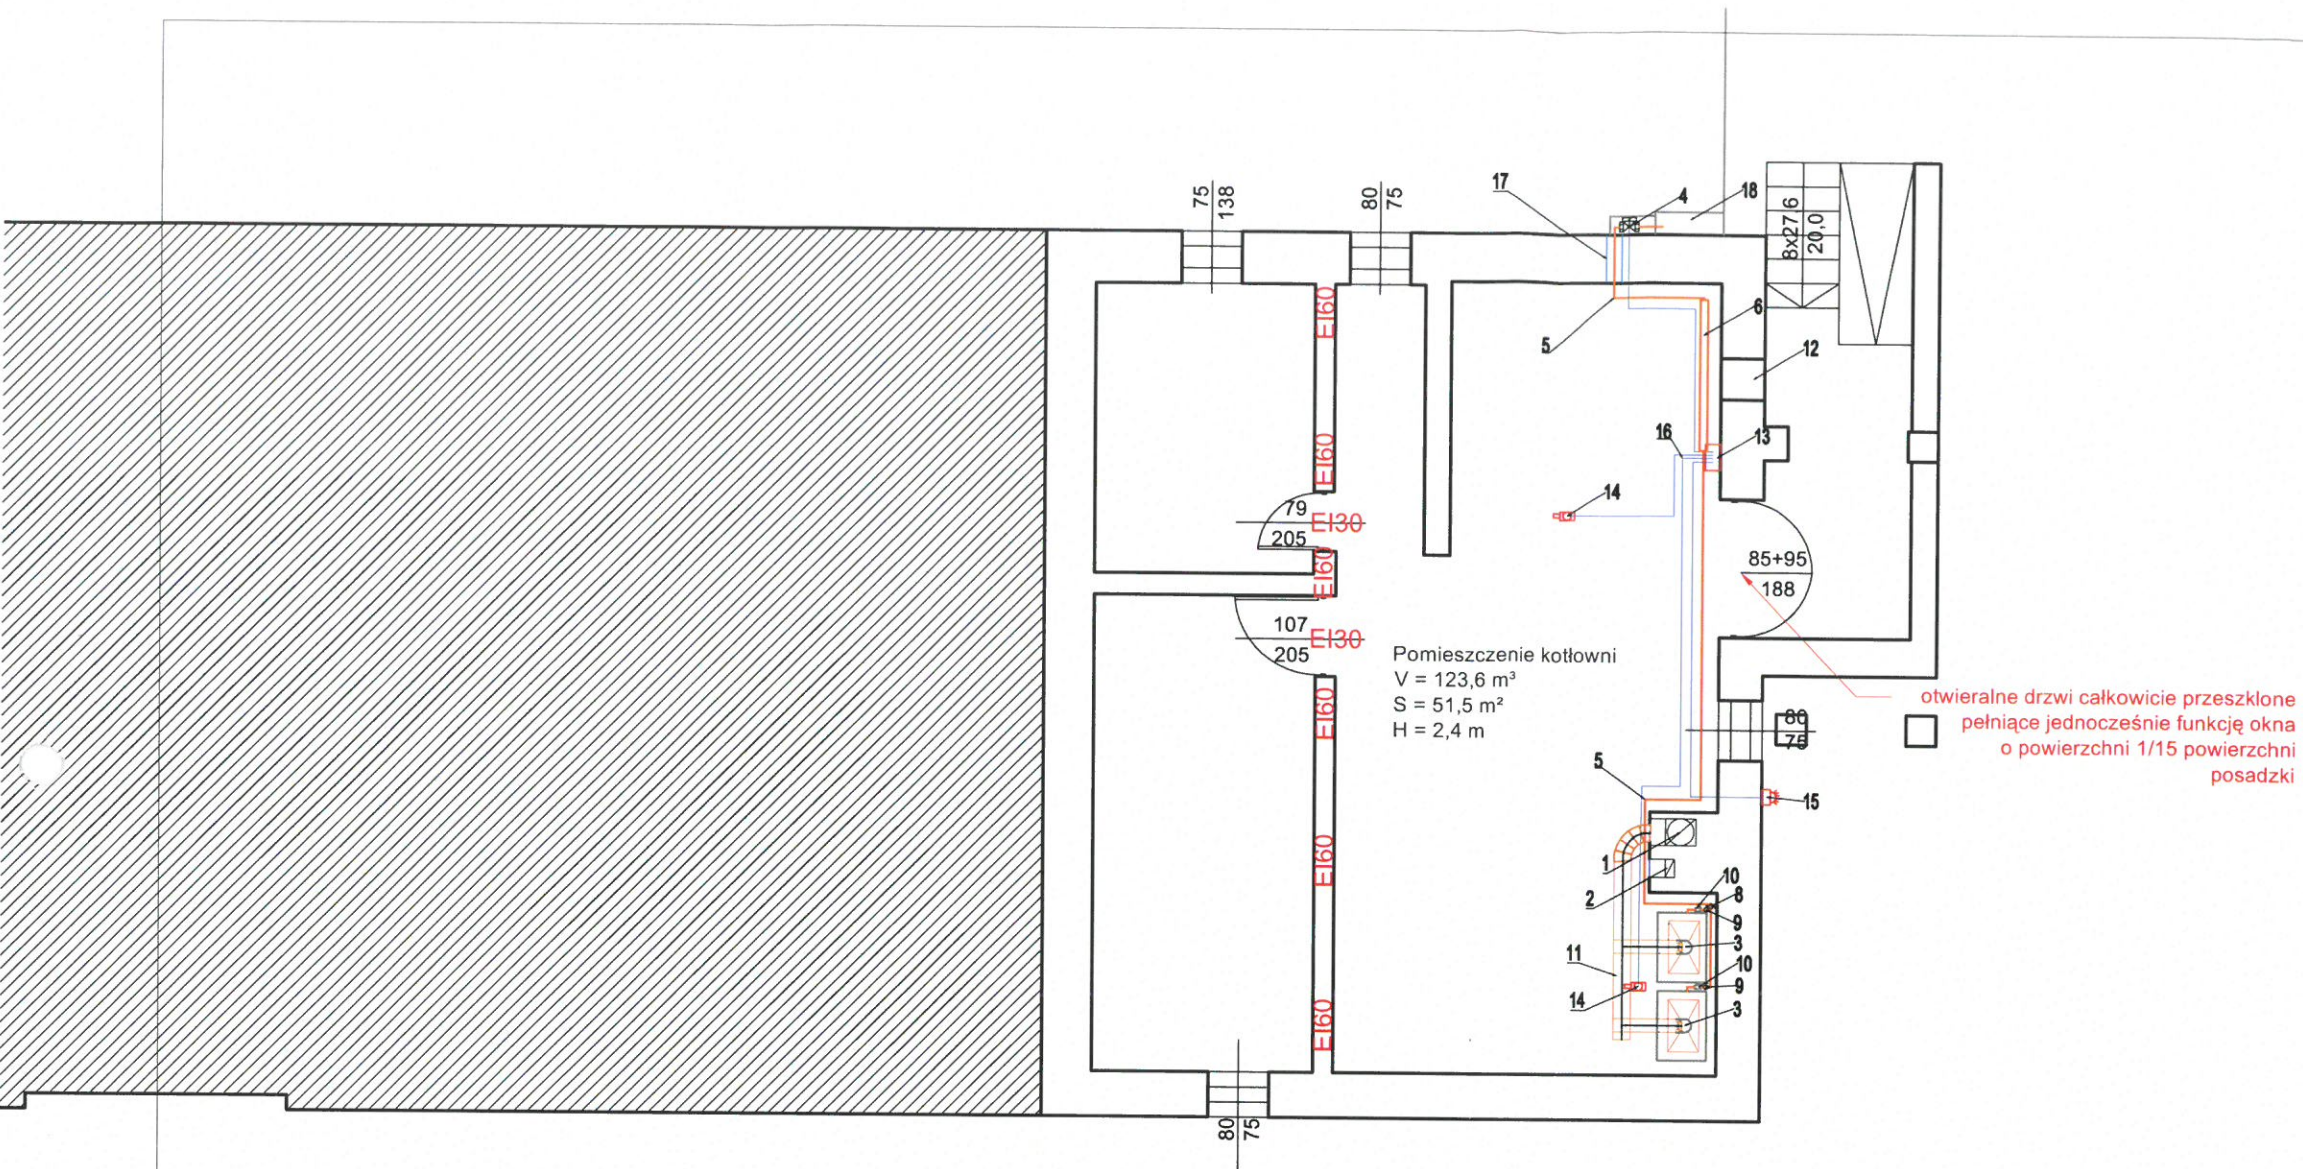 17
4
18
75
138
80
75
8x27,6
20,0
EI60
6
5
12
EI60
16
13
14
79
205
EI30
EI60
85+95
188
107
205
EI30
Pomieszczenie kotłowni
V = 123,6 m³
S = 51,5 m²
H = 2,4 m
EI60
otwieralne drzwi całkowicie przeszklone
pełniące jednocześnie funkcję okna
o powierzchni 1/15 powierzchni
posadzki
80
75
5
15
EI60
1
2
10
8
9
3
11
10
9
14
3
EI60
80
75